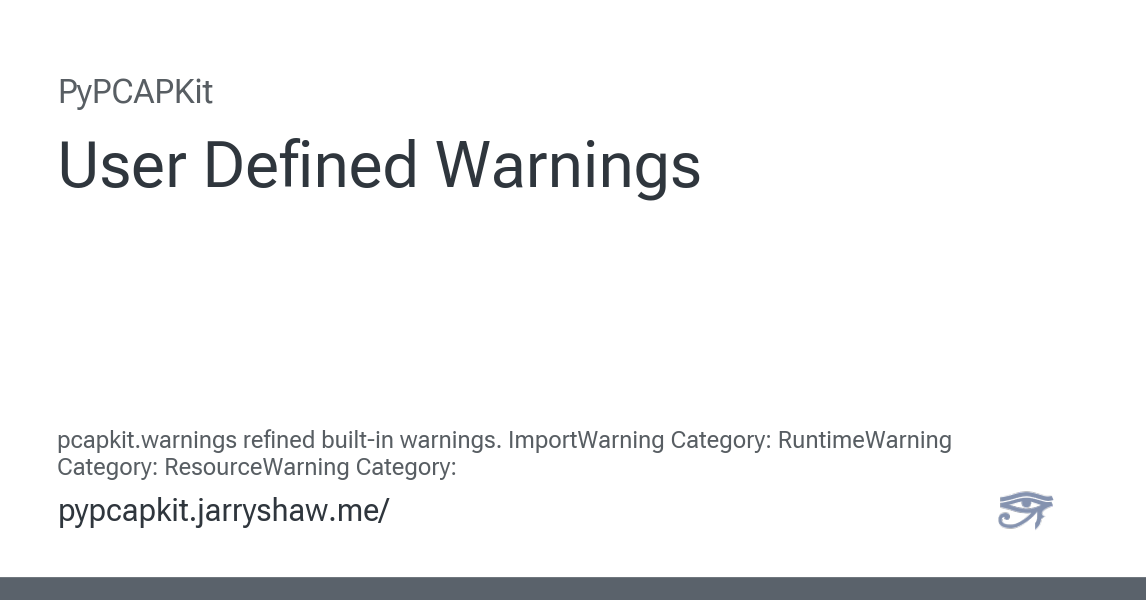 PyPCAPKit
User Defined Warnings
pcapkit.warnings refined built-in warnings. ImportWarning Category: RuntimeWarning
Category: ResourceWarning Category:
pypcapkit.jarryshaw.me/